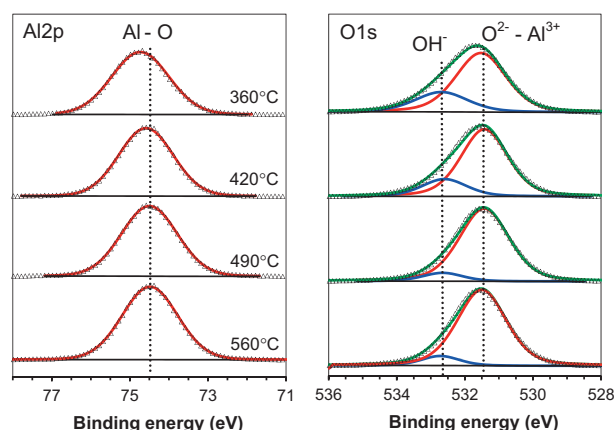 Al2p
Al - O
360°C
420°C
490°C
560°C
77 75 73 71
Binding energy (eV)
O1s
OH⁻
O²⁻ - Al³⁺
536 534 532 530 528
Binding energy (eV)